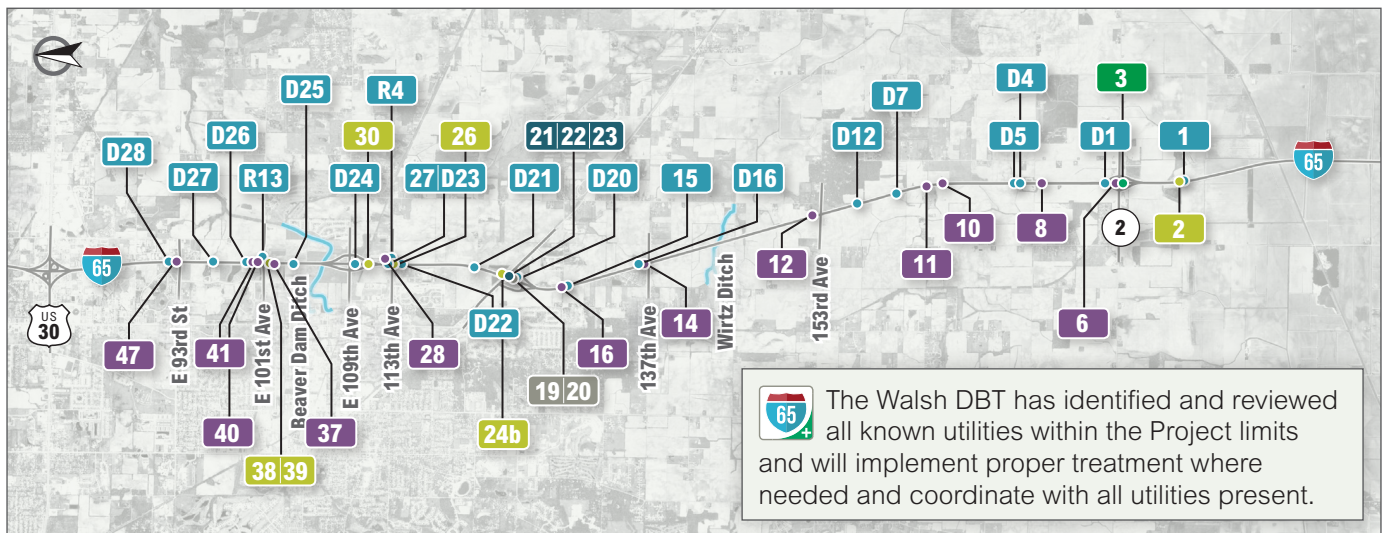 D25
R4
D4
3
D26
D7
30
26
21 22 23
D28
D12
D5
D1
1
D27
R13
D24
27 D23
D21
D20
15
D16
65
10
8
2
2
12
11
65
US
30
D22
14
6
47
41
28
16
E 93rd St
E 101st Ave
Beaver Dam Ditch
E 109th Ave
113th Ave
137th Ave
Wirtz Ditch
153rd Ave
19 20
40
37
24b
38 39
65
The Walsh DBT has identified and reviewed
all known utilities within the Project limits
and will implement proper treatment where
needed and coordinate with all utilities present.